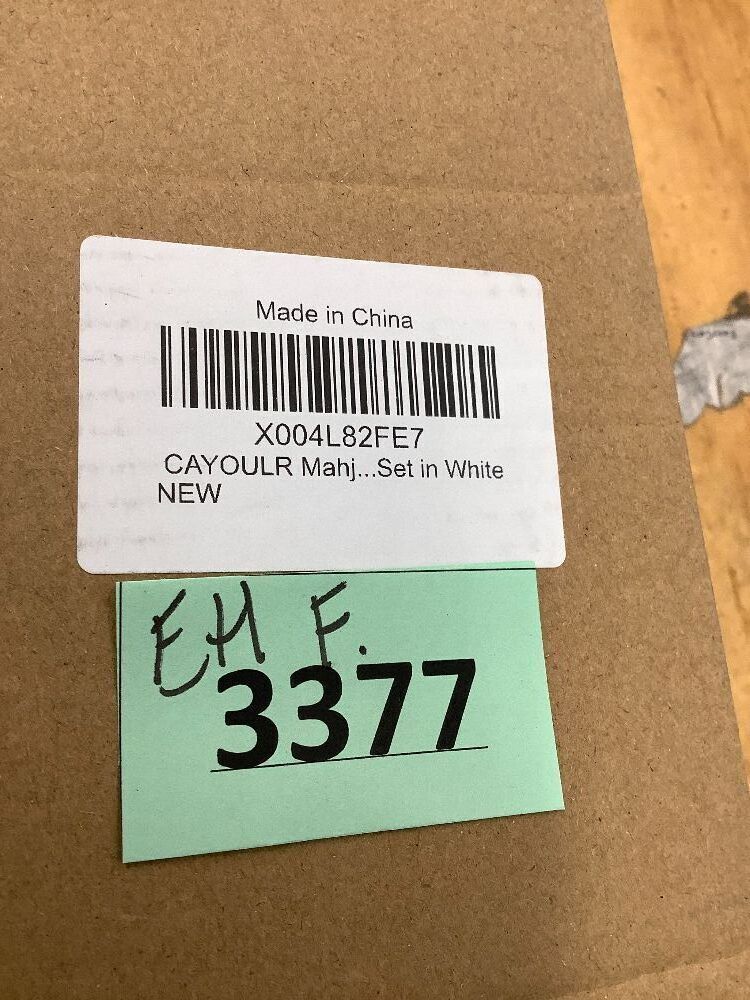 Made in China
X004L82FE7
CAYOULR Mahj...Set in White
NEW
EH F.
3377